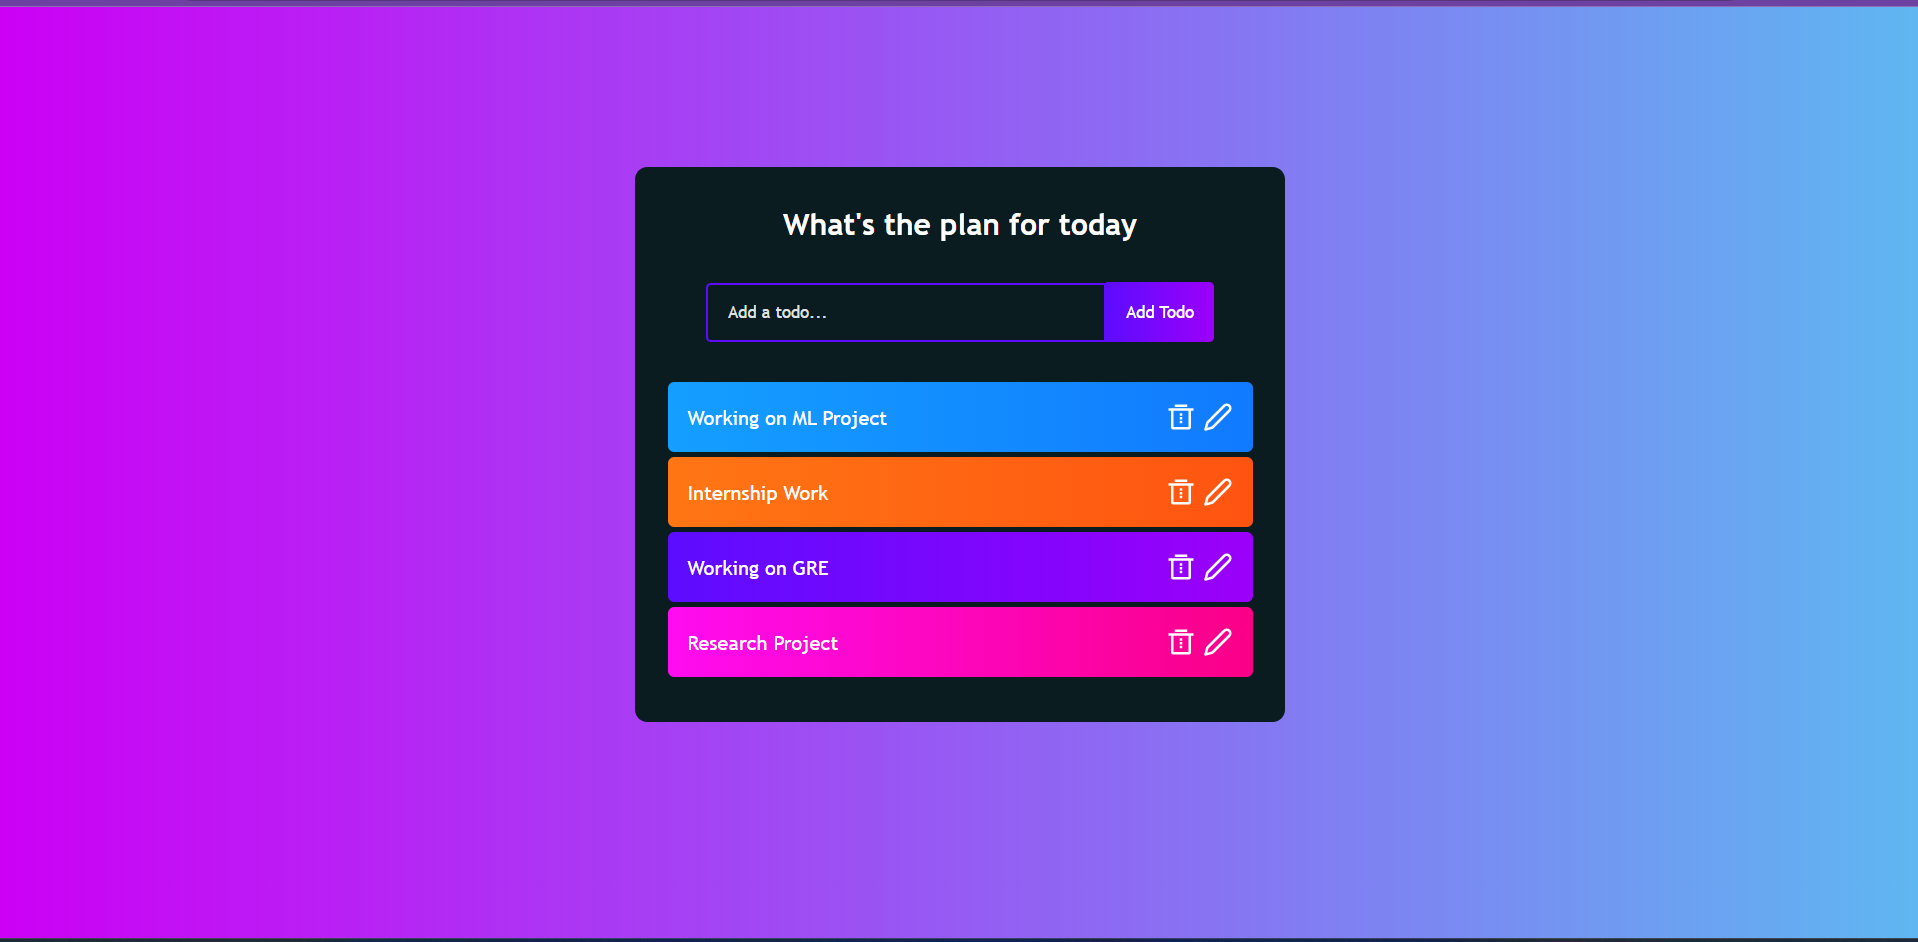 What's the plan for today
Add a todo...
Add Todo
Working on ML Project
Internship Work
Working on GRE
Research Project